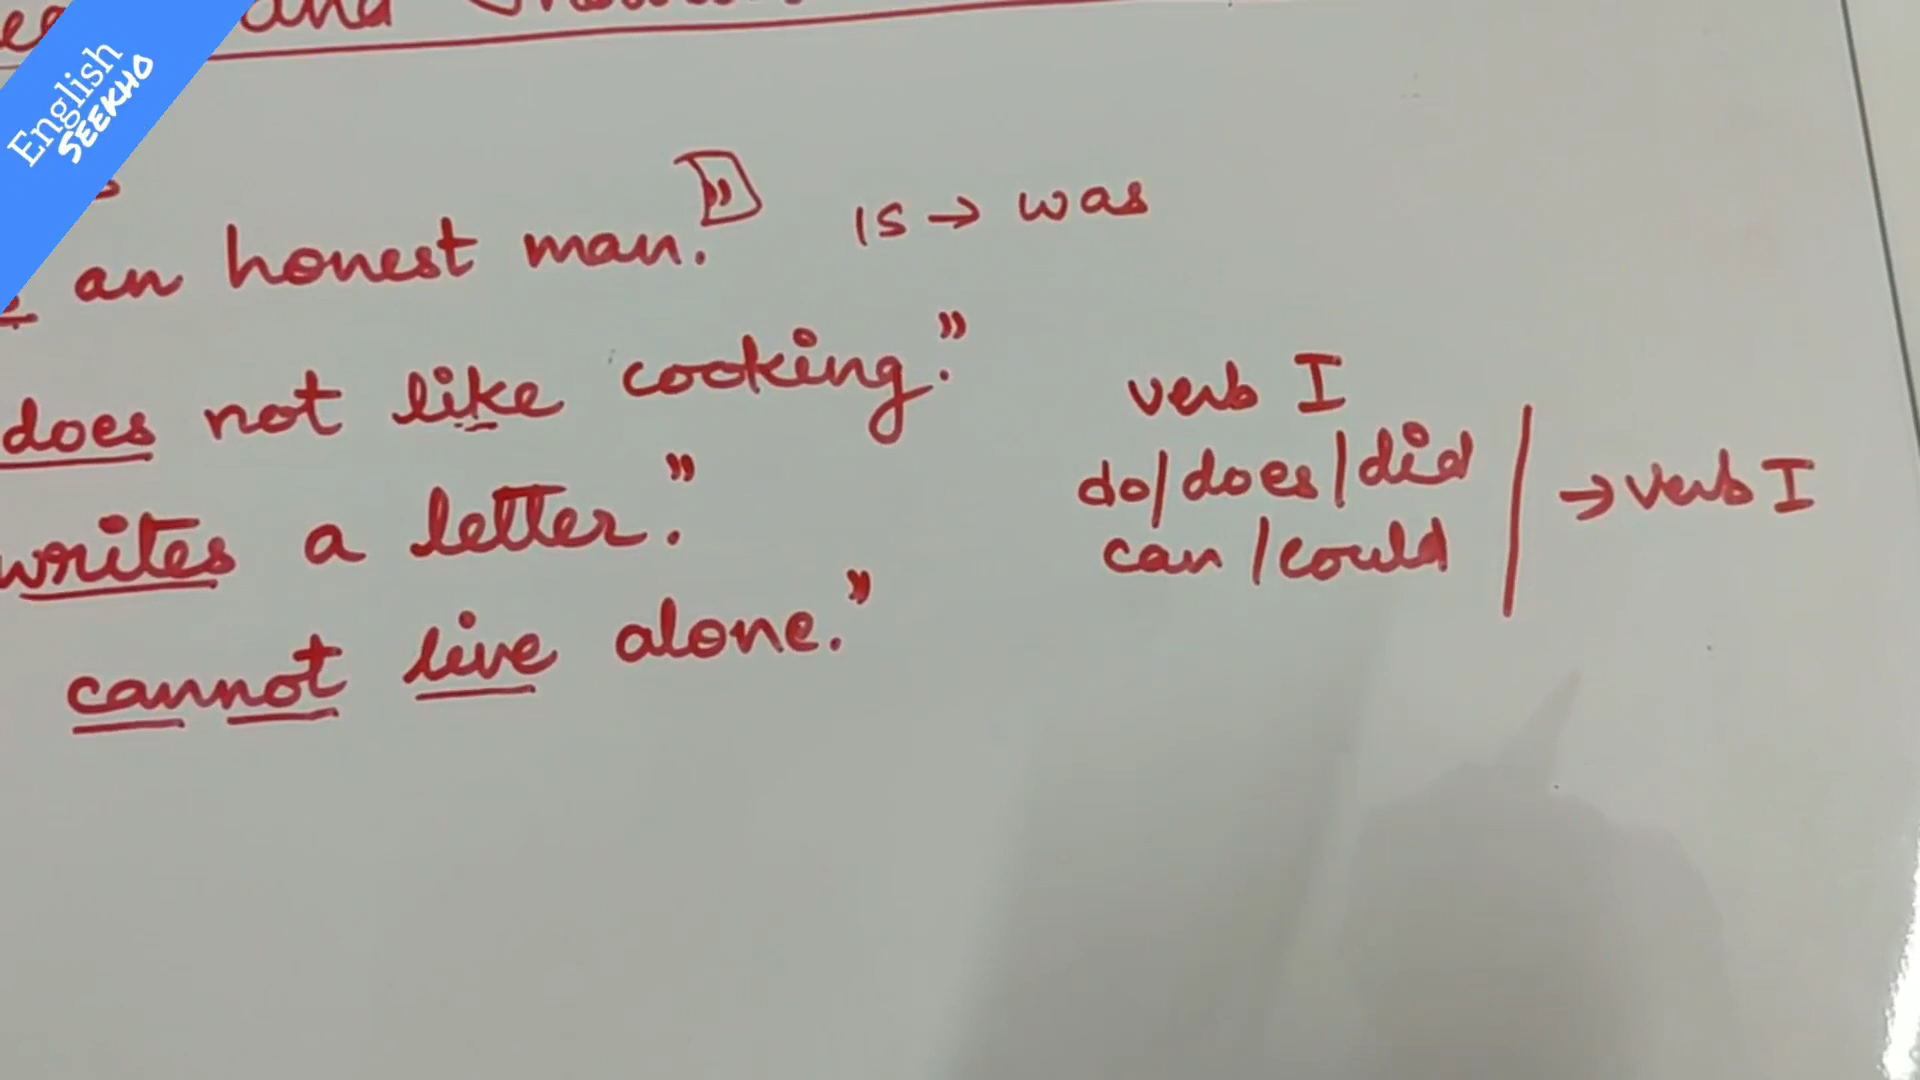 and
English
SEEKHO
an honest man.” is → was
does not like cooking.”
verb I
do/does/did
writes a letter.” → verb I
can/could
cannot live alone.”